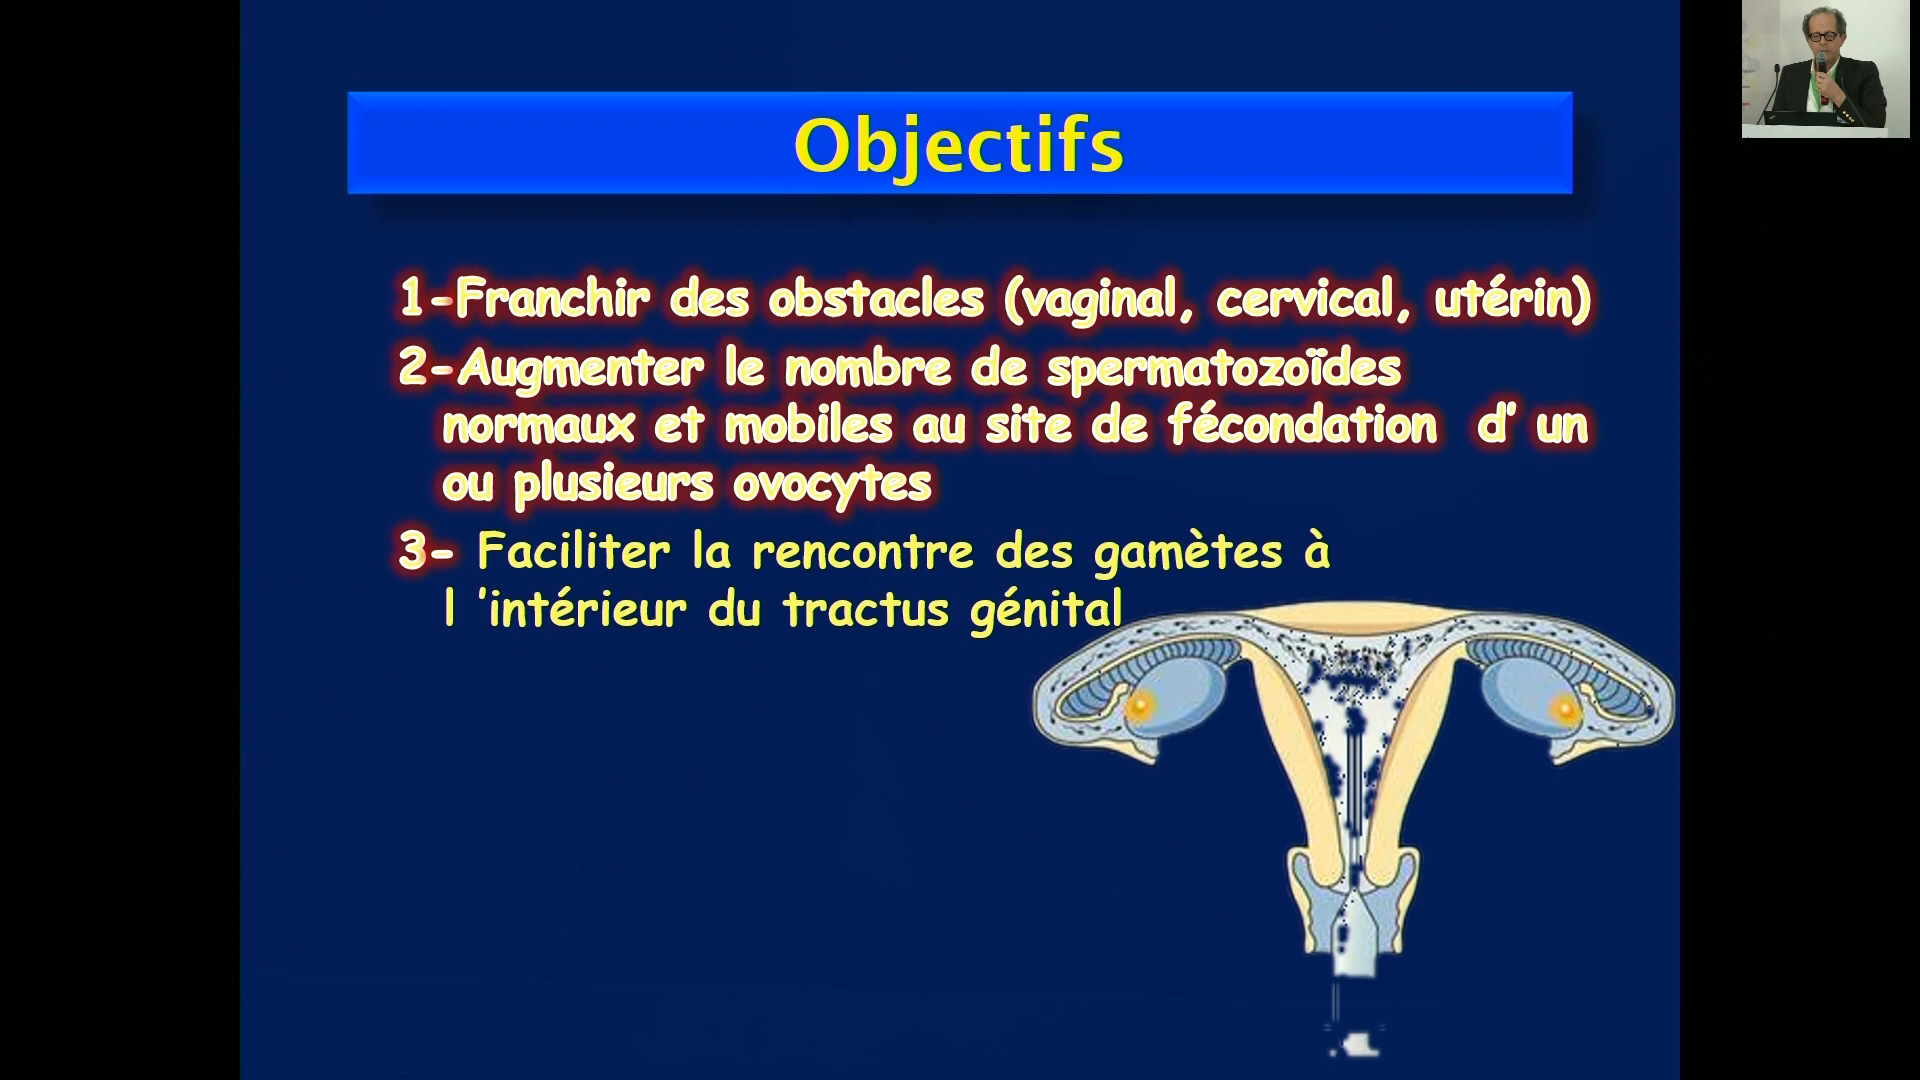 Objectifs
1-Franchir des obstacles (vaginal, cervical, utérin)
2-Augmenter le nombre de spermatozoïdes
normaux et mobiles au site de fécondation d’ un
ou plusieurs ovocytes
3- Faciliter la rencontre des gamètes à
l ’intérieur du tractus génital